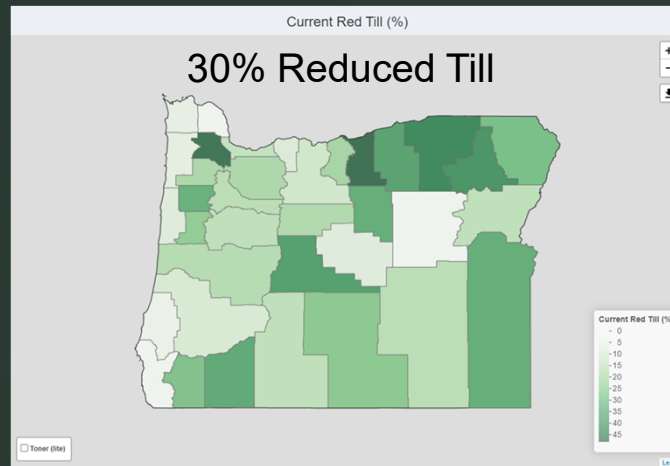 Current Red Till (%)
30% Reduced Till
+
−
Current Red Till (%
0
5
10
15
20
25
30
35
40
45
Toner (lite)
Le